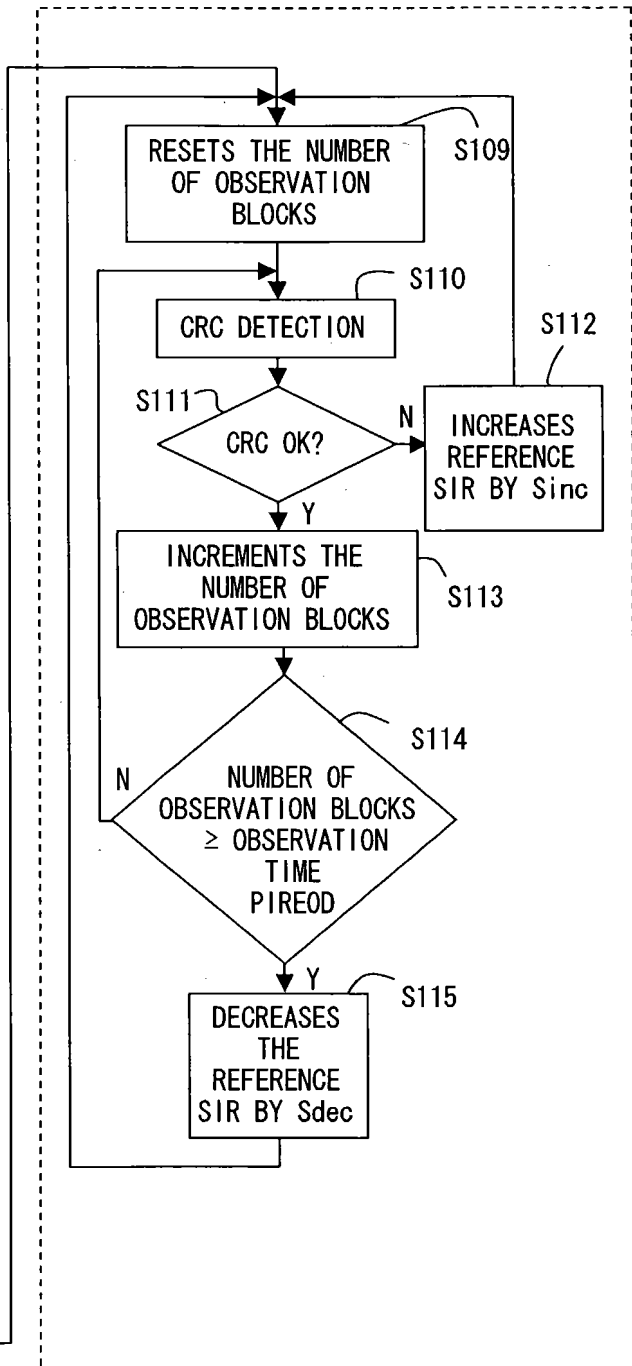 RESETS THE NUMBER
OF OBSERVATION
BLOCKS
S109
S110
CRC DETECTION
S111
CRC OK?
N
S112
INCREASES
REFERENCE
SIR BY Sinc
Y
INCREMENTS THE
NUMBER OF
OBSERVATION BLOCKS
S113
S114
N
NUMBER OF
OBSERVATION BLOCKS
≥ OBSERVATION
TIME
PIREOD
Y
S115
DECREASES
THE
REFERENCE
SIR BY Sdec